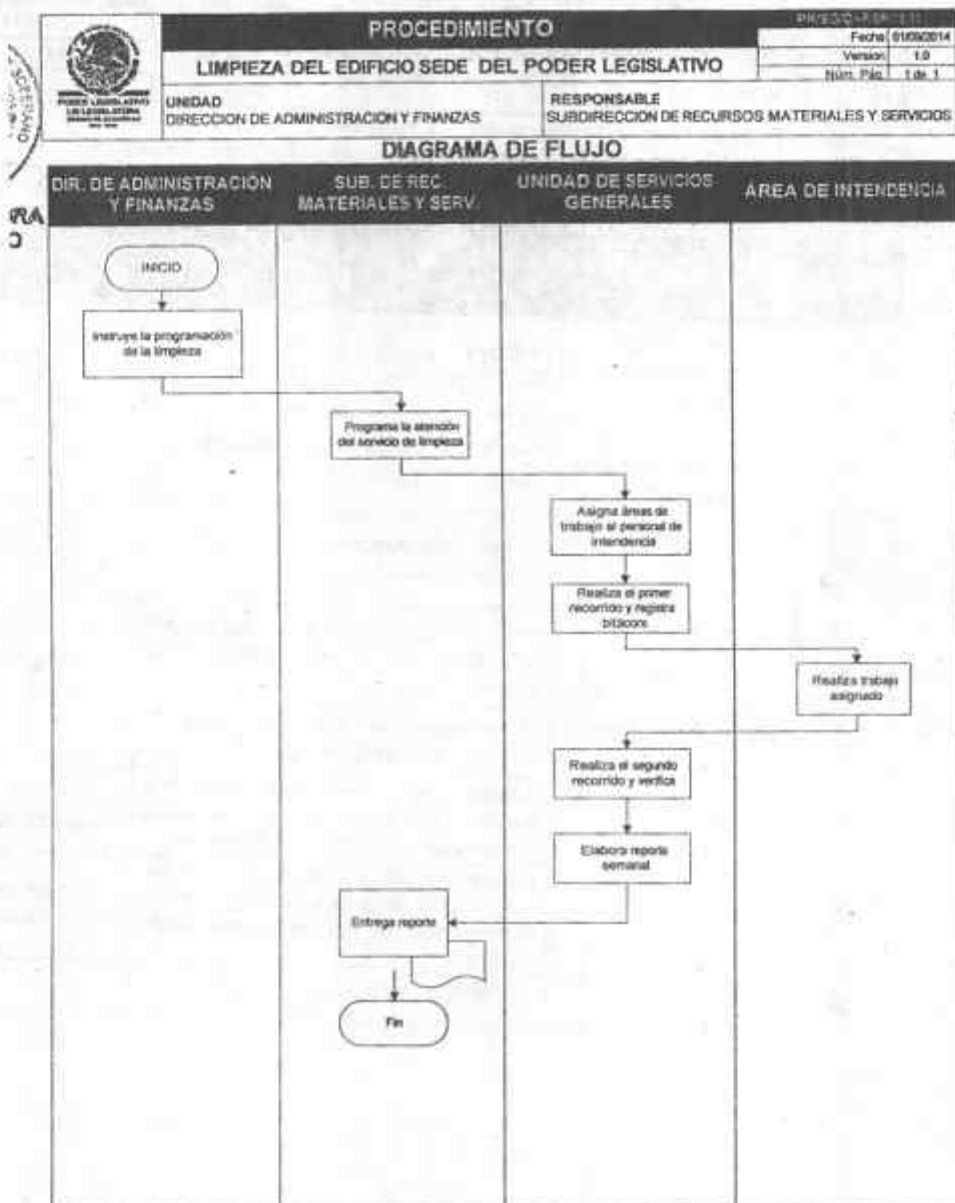 PROCEDIMIENTO
Fecha 01/09/2014
LIMPIEZA DEL EDIFICIO SEDE DEL PODER LEGISLATIVO
Version 1.0
Núm. Pág. 1 de 1
PODER LEGISLATIVO
UNIDAD
DIRECCION DE ADMINISTRACION Y FINANZAS
RESPONSABLE
SUBDIRECCION DE RECURSOS MATERIALES Y SERVICIOS
DIAGRAMA DE FLUJO
DIR. DE ADMINISTRACIÓN
Y FINANZAS
SUB. DE REC.
MATERIALES Y SERV.
UNIDAD DE SERVICIOS
GENERALES
AREA DE INTENDENCIA
INICIO
Instruye la programación
de la limpieza
Programa la atención
del servicio de limpieza
Asigna áreas de
trabajo al personal de
intendencia
Realiza el primer
recorrido y registra
bitácora
Realiza trabajo
asignado
Realiza el segundo
recorrido y verifica
Elabora reporte
semanal
Entrega reporte
Fin